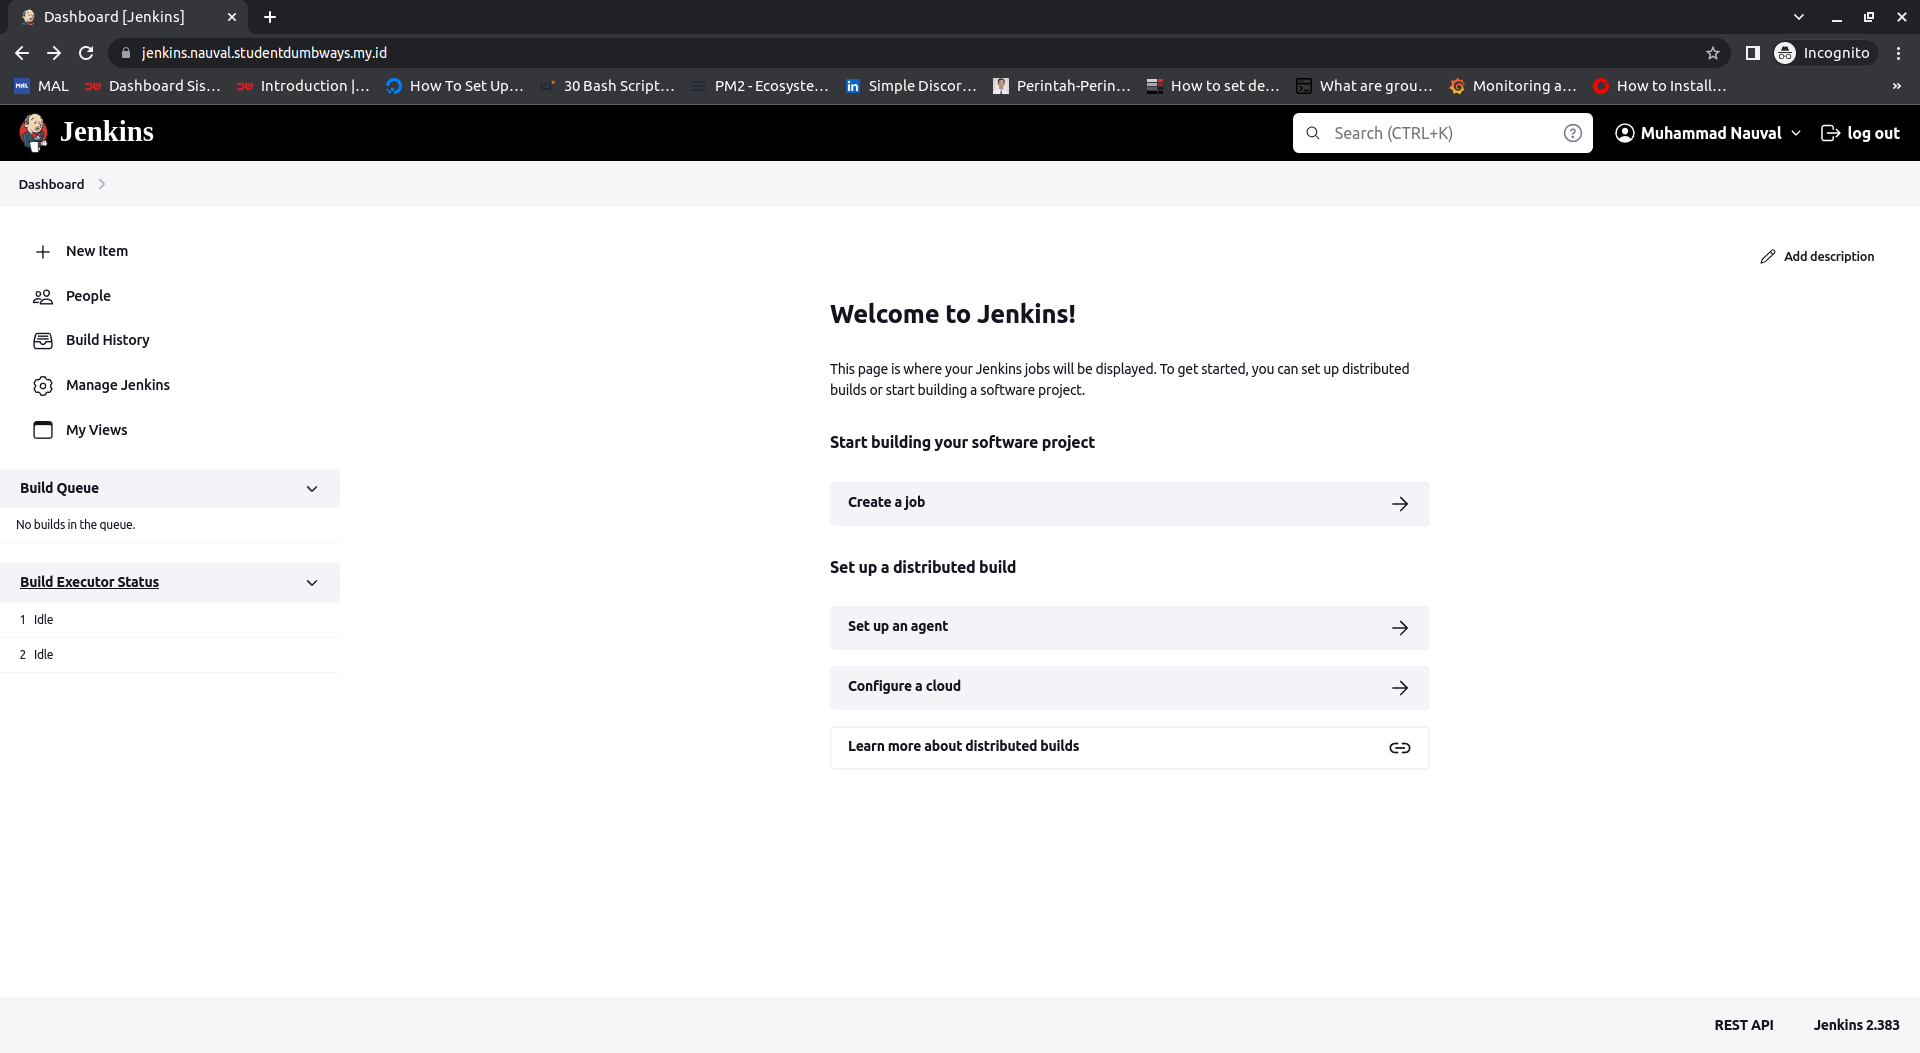 Dashboard [Jenkins]
jenkins.nauval.studentdumbways.my.id
Incognito
MAL
Dashboard Sis...
Introduction |...
How To Set Up...
30 Bash Script...
PM2 - Ecosyste...
Simple Discor...
Perintah-Perin...
How to set de...
What are grou...
Monitoring a...
How to Install...
Jenkins
Search (CTRL+K)
Muhammad Nauval
log out
Dashboard
New Item
People
Build History
Manage Jenkins
My Views
Build Queue
No builds in the queue.
Build Executor Status
1 Idle
2 Idle
Add description
Welcome to Jenkins!
This page is where your Jenkins jobs will be displayed. To get started, you can set up distributed
builds or start building a software project.
Start building your software project
Create a job
Set up a distributed build
Set up an agent
Configure a cloud
Learn more about distributed builds
REST API
Jenkins 2.383